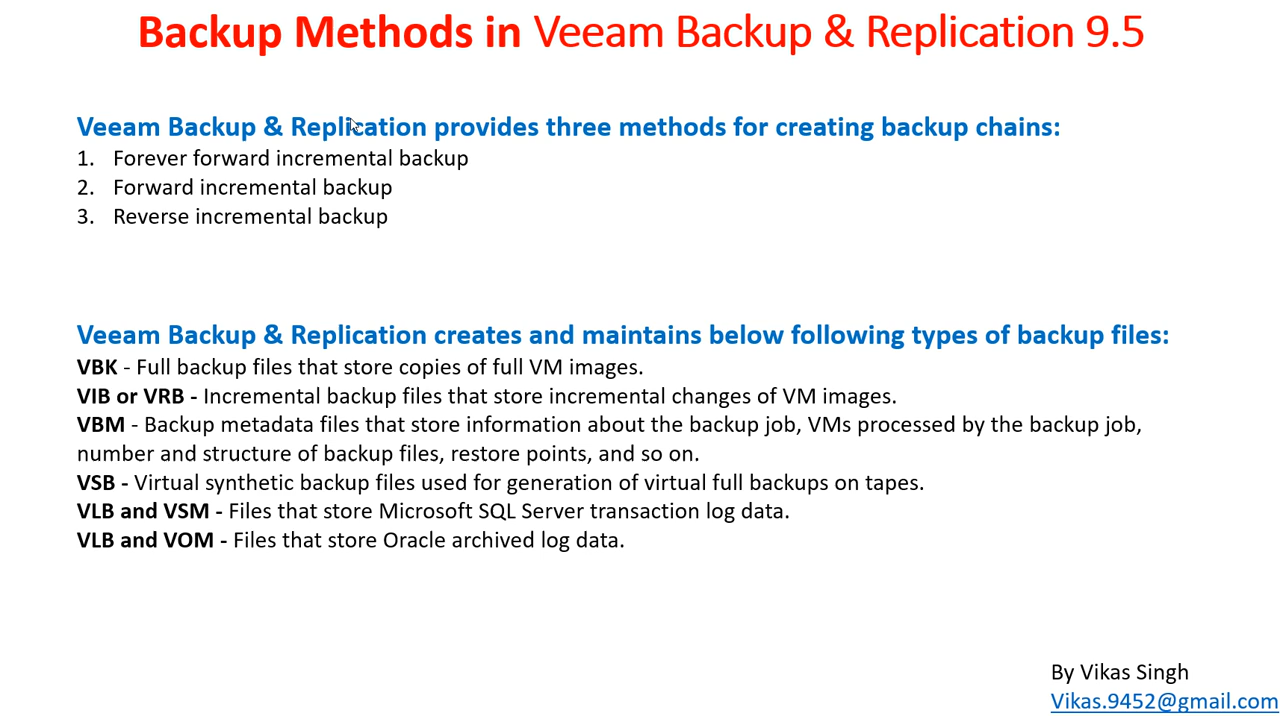 Backup Methods in Veeam Backup & Replication 9.5
Veeam Backup & Replication provides three methods for creating backup chains:
1. Forever forward incremental backup
2. Forward incremental backup
3. Reverse incremental backup
Veeam Backup & Replication creates and maintains below following types of backup files:
VBK - Full backup files that store copies of full VM images.
VIB or VRB - Incremental backup files that store incremental changes of VM images.
VBM - Backup metadata files that store information about the backup job, VMs processed by the backup job,
number and structure of backup files, restore points, and so on.
VSB - Virtual synthetic backup files used for generation of virtual full backups on tapes.
VLB and VSM - Files that store Microsoft SQL Server transaction log data.
VLB and VOM - Files that store Oracle archived log data.
By Vikas Singh
Vikas.9452@gmail.com